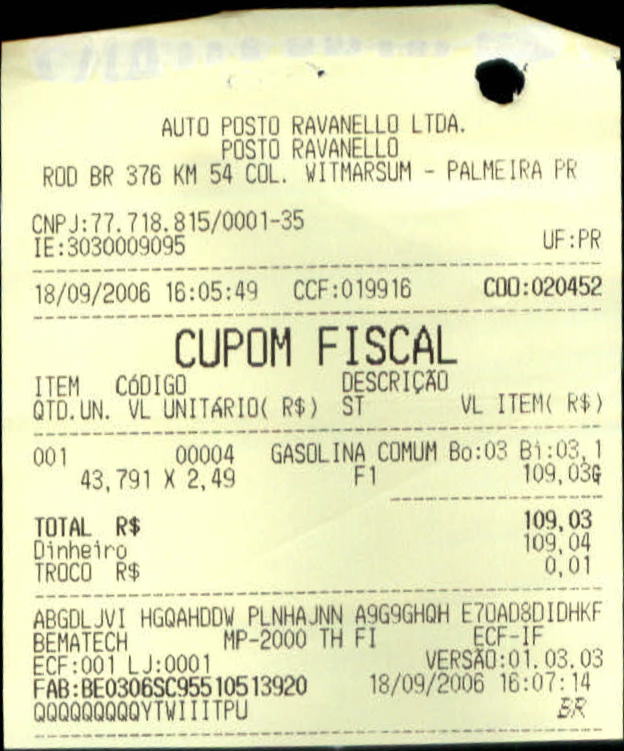 AUTO POSTO RAVANELLO LTDA.
POSTO RAVANELLO
ROD BR 376 KM 54 COL. WITMARSUM - PALMEIRA PR
CNPJ:77.718.815/0001-35
IE:3030009095 UF:PR
18/09/2006 16:05:49 CCF:019916 COO:020452
CUPOM FISCAL
ITEM CóDIGO DESCRIÇÃO
QTD.UN. VL UNITÁRIO( R$) ST VL ITEM( R$)
001 00004 GASOLINA COMUM Bo:03 Bi:03,1
43,791 X 2,49 F1 109,03G
TOTAL R$ 109,03
Dinheiro 109,04
TROCO R$ 0,01
ABGDLJVI HGQAHDDW PLNHAJNN A9G9GHQH E70AD8DIDHKF
BEMATECH MP-2000 TH FI ECF-IF
ECF:001 LJ:0001 VERSÃO:01.03.03
FAB:BE0306SC95510513920 18/09/2006 16:07:14
QQQQQQQQQYTWIIITPU BR